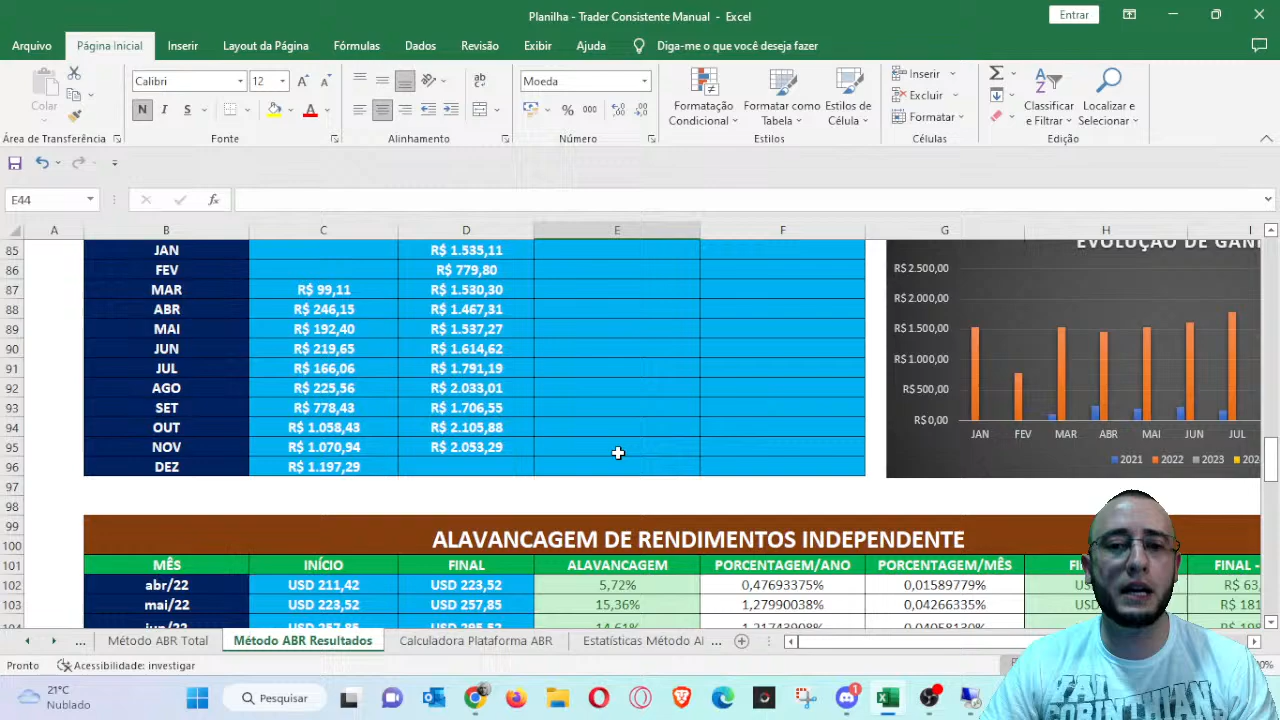 Planilha - Trader Consistente Manual - Excel
Entrar
Arquivo Página Inicial Inserir Layout da Página Fórmulas Dados Revisão Exibir Ajuda Diga-me o que você deseja fazer
Colar
Calibri 12
N I S
Moeda
% 000
Formatação Condicional
Formatar como Tabela
Estilos de Célula
Inserir
Excluir
Formatar
Classificar e Filtrar
Localizar e Selecionar
Área de Transferência Fonte Alinhamento Número Estilos Células Edição
E44 fx
A B C D E F G H I
85 JAN R$ 1.535,11
86 FEV R$ 779,80
87 MAR R$ 99,11 R$ 1.530,30
88 ABR R$ 246,15 R$ 1.467,31
89 MAI R$ 192,40 R$ 1.537,27
90 JUN R$ 219,65 R$ 1.614,62
91 JUL R$ 166,06 R$ 1.791,19
92 AGO R$ 225,56 R$ 2.033,01
93 SET R$ 778,43 R$ 1.706,55
94 OUT R$ 1.058,43 R$ 2.105,88
95 NOV R$ 1.070,94 R$ 2.053,29
96 DEZ R$ 1.197,29
97
98
99
EVOLUÇÃO DE
R$ 2.500,00
R$ 2.000,00
R$ 1.500,00
R$ 1.000,00
R$ 500,00
R$ 0,00
JAN FEV MAR ABR MAI JUN JUL
2021 2022 2023
100 ALAVANCAGEM DE RENDIMENTOS INDEPENDENTE
101 MÊS INÍCIO FINAL ALAVANCAGEM PORCENTAGEM/ANO PORCENTAGEM/MÊS FINAL -
102 abr/22 USD 211,42 USD 223,52 5,72% 0,47693375% 0,01589779%
103 mai/22 USD 223,52 USD 257,85 15,36% 1,27990038% 0,04266335%
... Método ABR Total Método ABR Resultados Calculadora Plataforma ABR Estatísticas Método AI ...
Pronto Acessibilidade: investigar
21°C
Nublado
Pesquisar
1